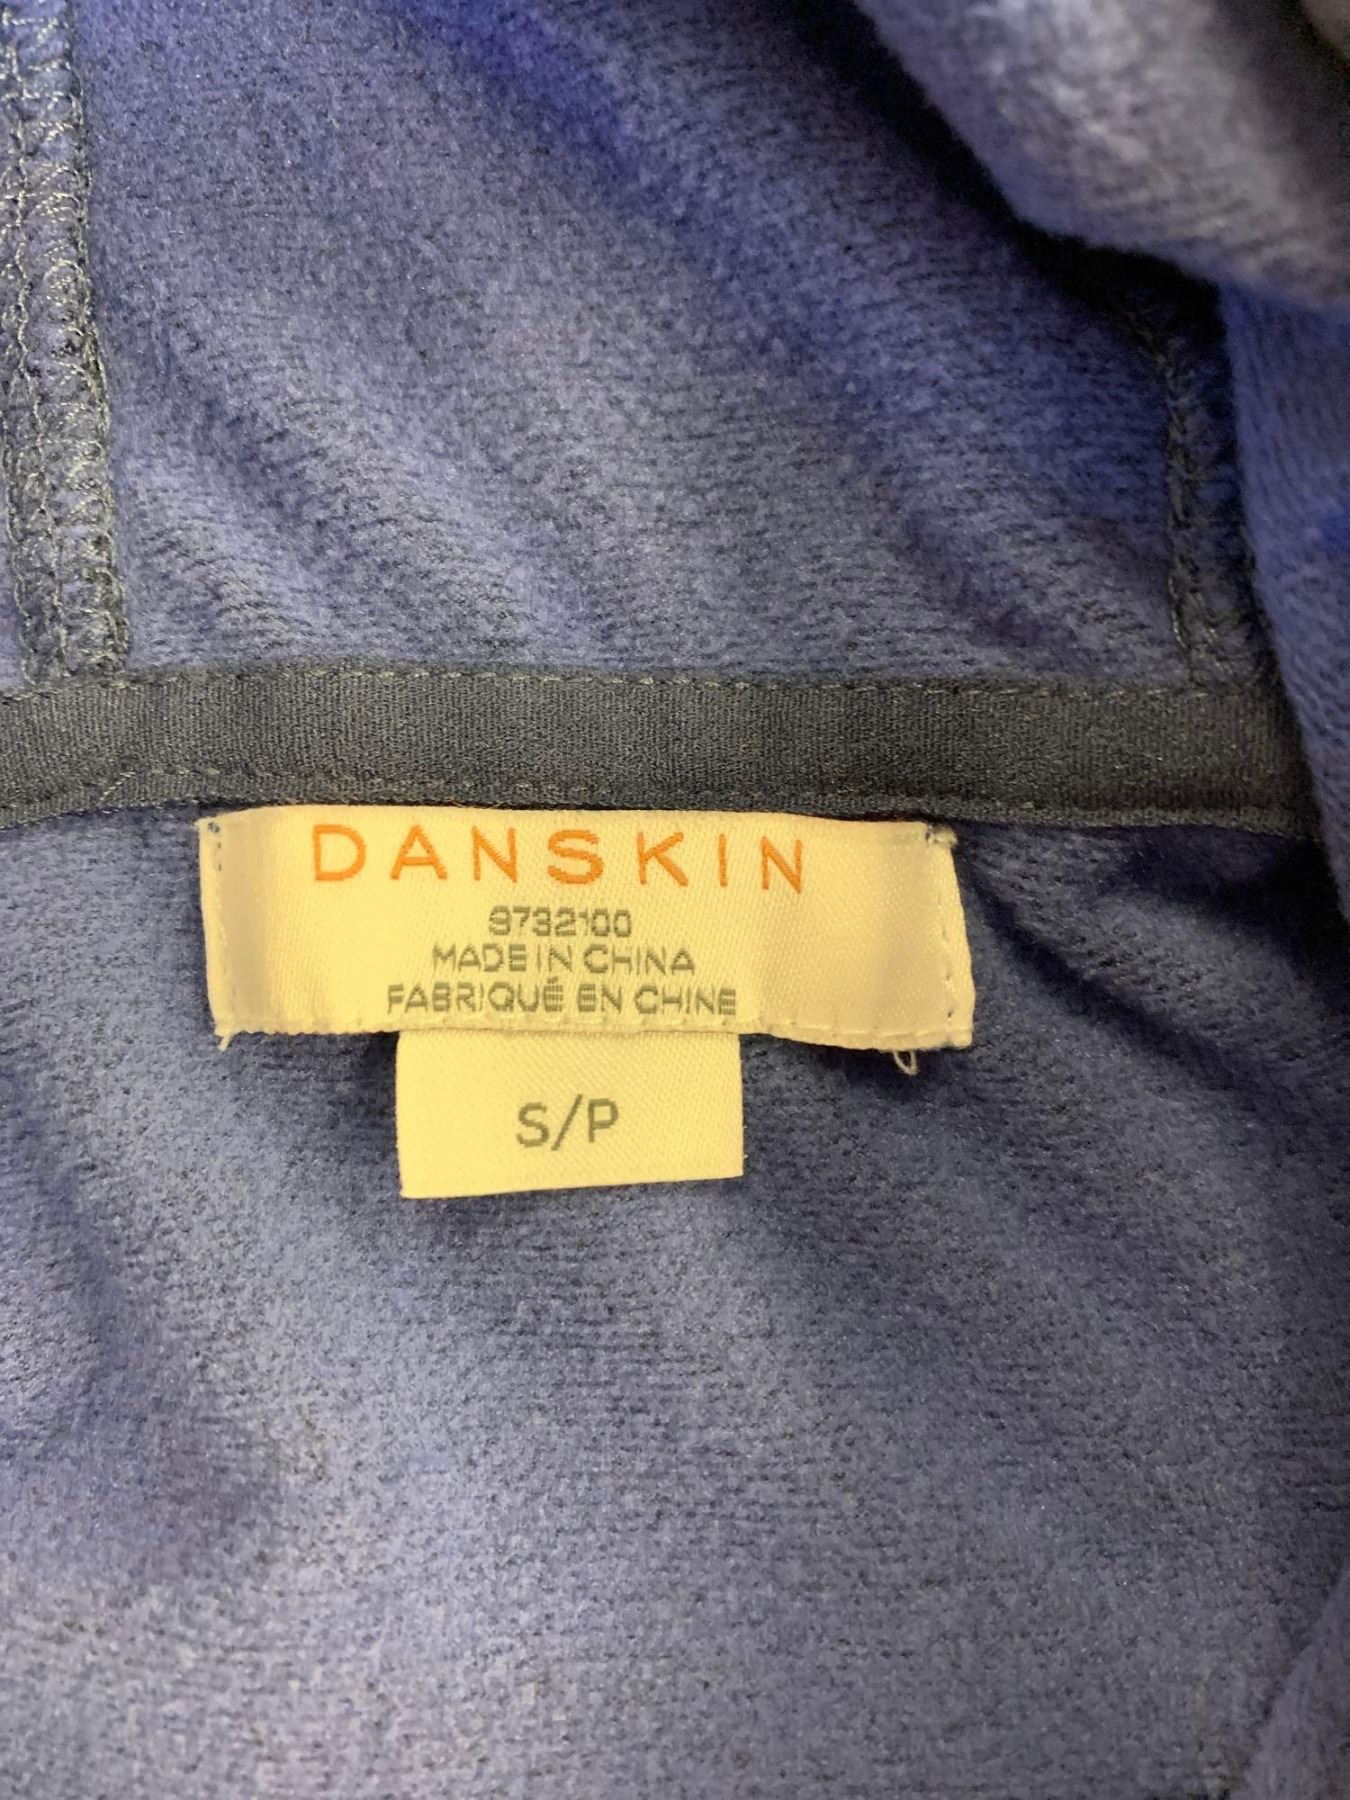 DANSKIN
9732100
MADE IN CHINA
FABRIQUÉ EN CHINE
S/P